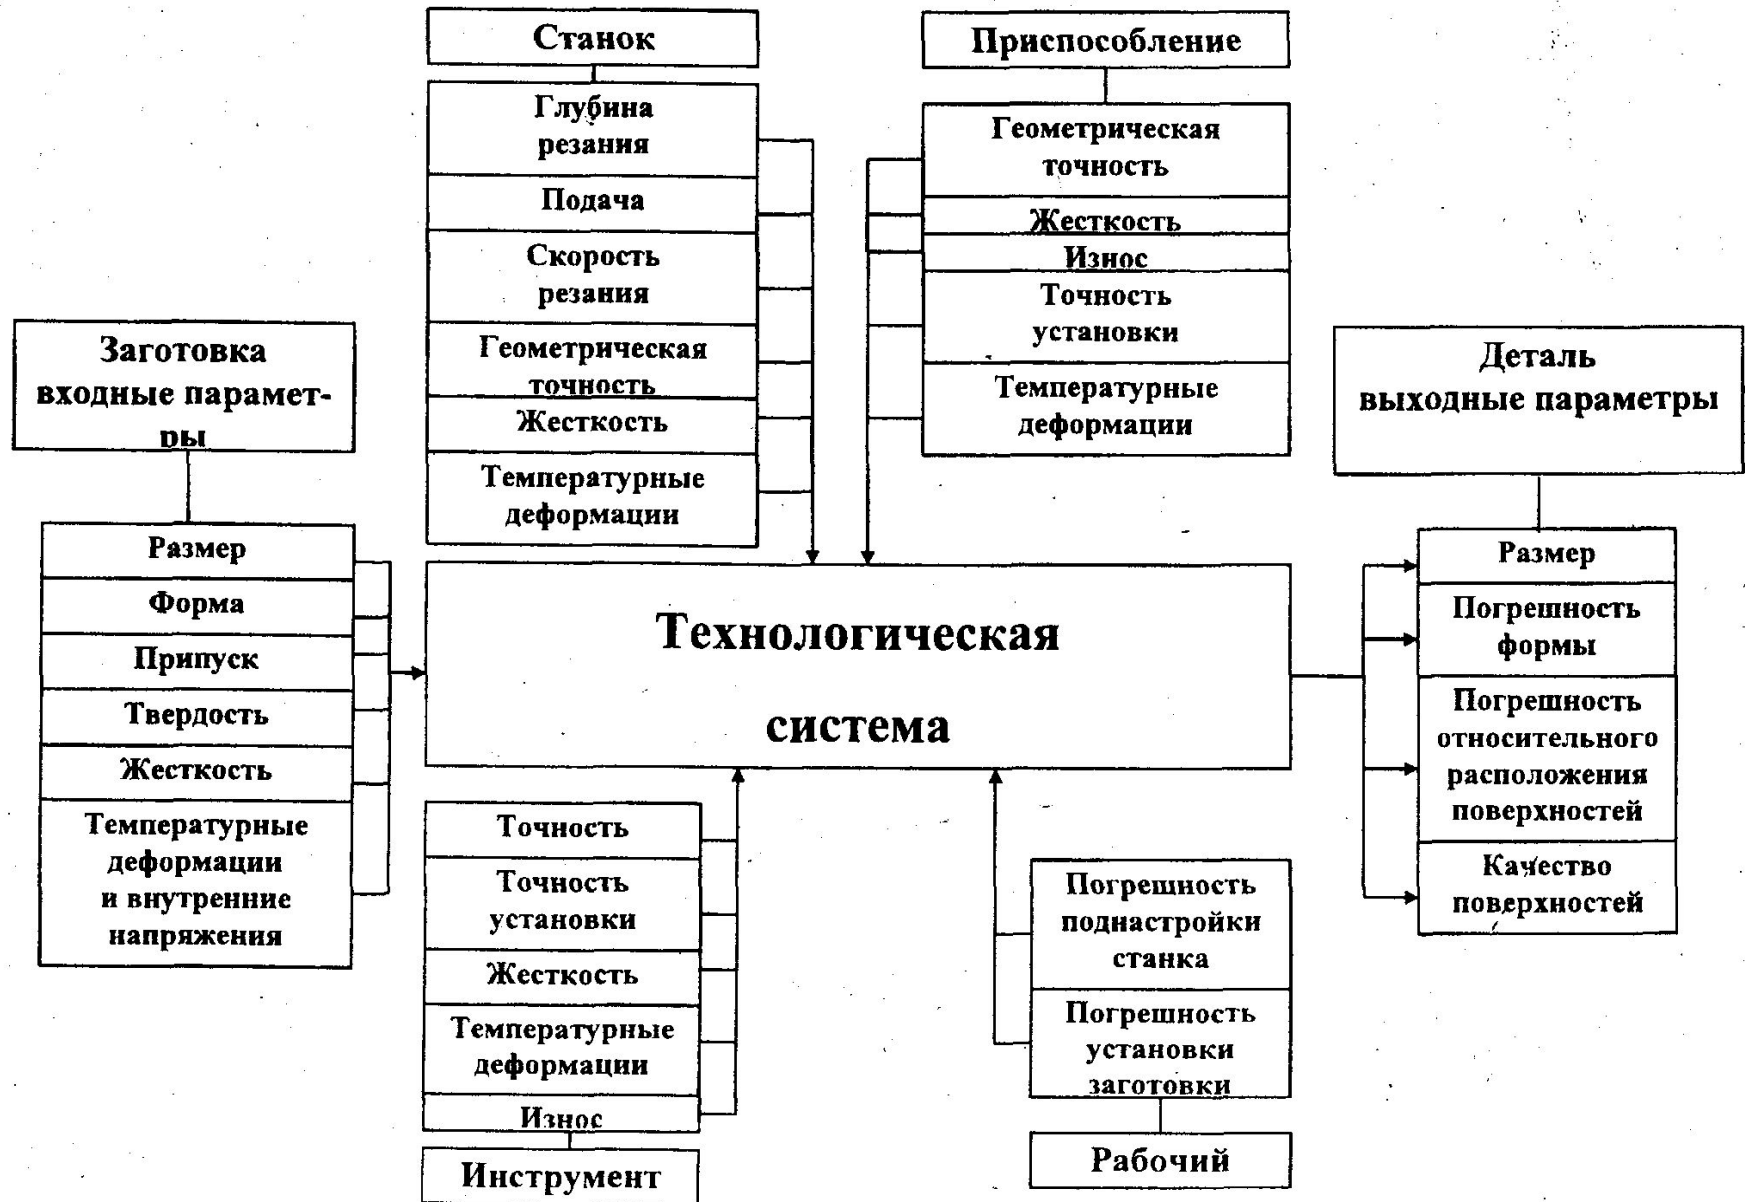 Станок
Глубина
резания
Подача
Скорость
резания
Геометрическая
точность
Жесткость
Температурные
деформации
Приспособление
Геометрическая
точность
Жесткость
Износ
Точность
установки
Температурные
деформации
Заготовка
входные парамет-
ры
Размер
Форма
Припуск
Твердость
Жесткость
Температурные
деформации
и внутренние
напряжения
Технологическая
система
Деталь
выходные параметры
Размер
Погрешность
формы
Погрешность
относительного
расположения
поверхностей
Качество
поверхностей
Точность
Точность
установки
Жесткость
Температурные
деформации
Износ
Инструмент
Погрешность
поднастройки
станка
Погрешность
установки
заготовки
Рабочий